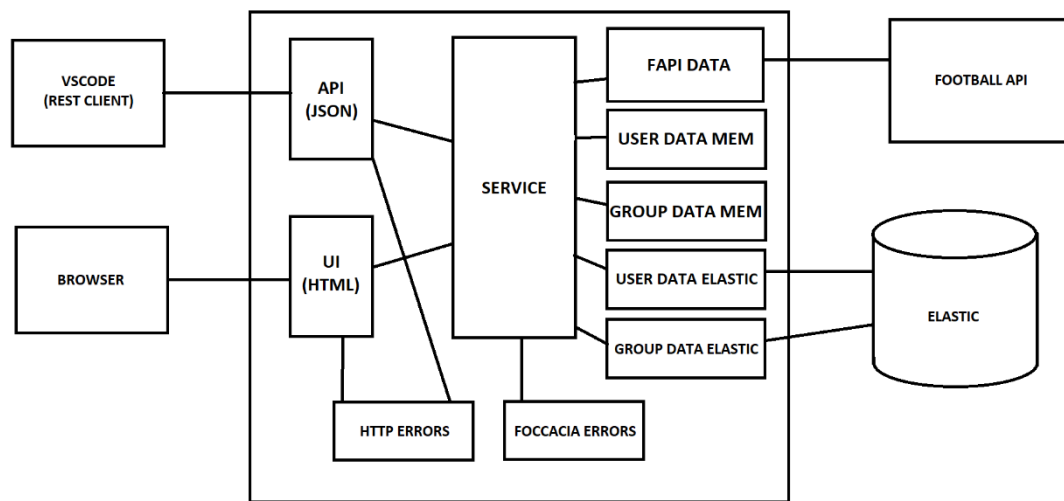 VSCODE
(REST CLIENT)
API
(JSON)
SERVICE
FAPI DATA
FOOTBALL API
USER DATA MEM
GROUP DATA MEM
BROWSER
UI
(HTML)
USER DATA ELASTIC
GROUP DATA ELASTIC
ELASTIC
HTTP ERRORS
FOCCACIA ERRORS